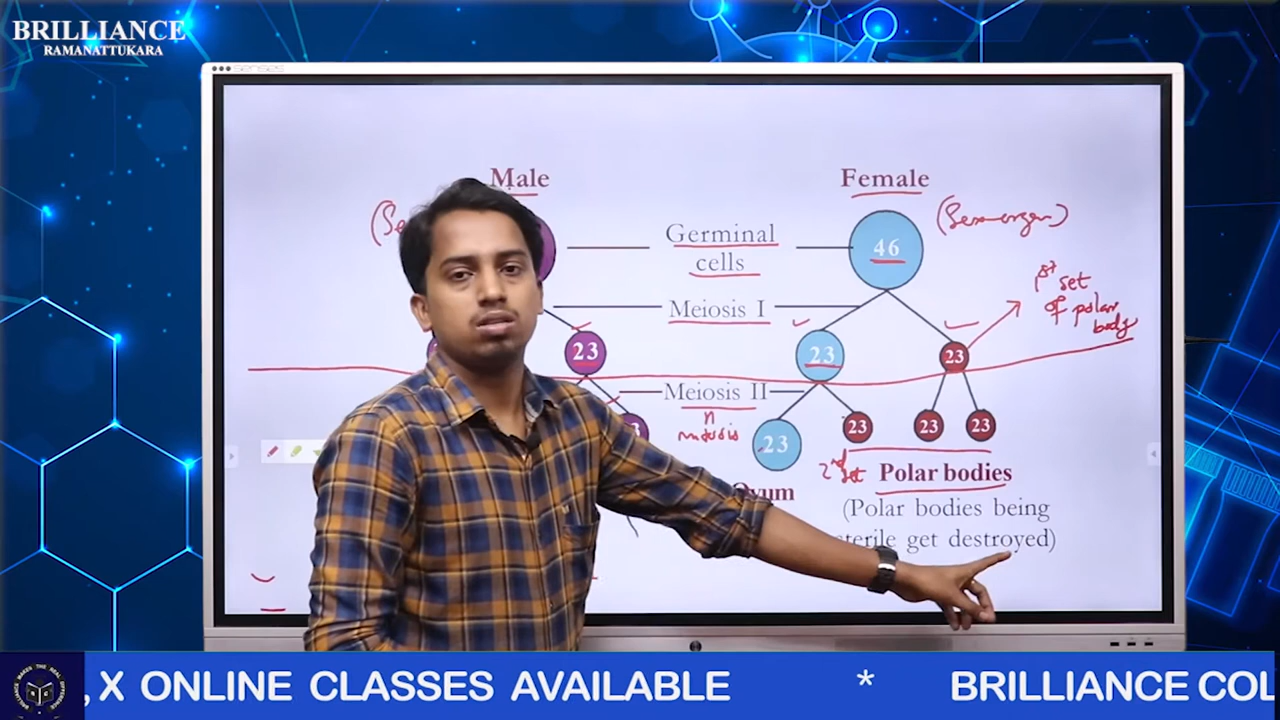 BRILLIANCE
RAMANATTUKARA
Male
Female
Germinal
cells
46
Meiosis I
1st set
of polar
body
23
23
23
Meiosis II
mitosis
23
23
23
23
2nd set
Polar bodies
Ovum
(Polar bodies being
sterile get destroyed)
, X ONLINE CLASSES AVAILABLE * BRILLIANCE COL